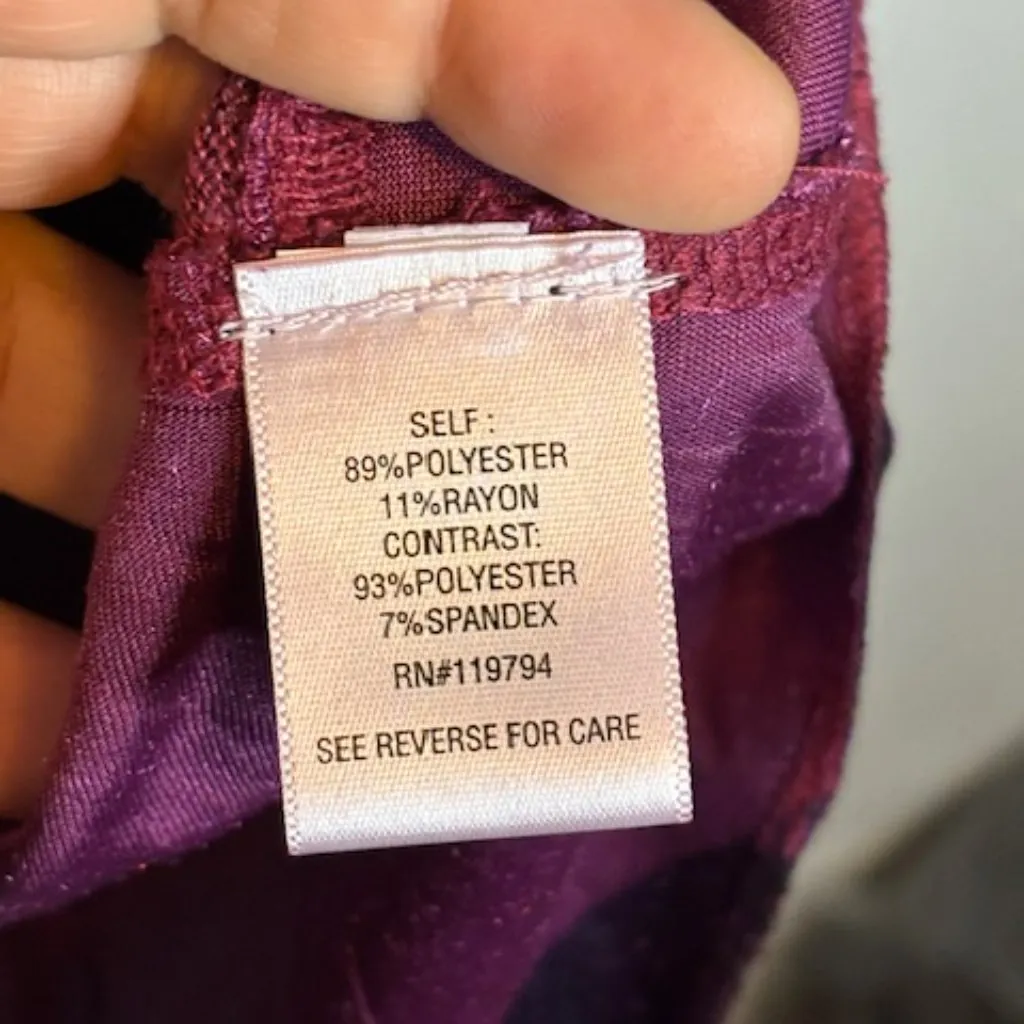 SELF :
89%POLYESTER
11%RAYON
CONTRAST:
93%POLYESTER
7%SPANDEX
RN#119794
SEE REVERSE FOR CARE